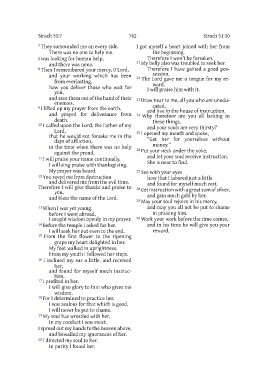 Sirach 51:7
762
Sirach 51:30
7 They surrounded me on every side.
There was no one to help me.
I was looking for human help,
and there was none.
8 Then I remembered your mercy, O Lord,
and your working which has been
from everlasting,
how you deliver those who wait for
you,
and save them out of the hand of their
enemies.
9 I lifted up my prayer from the earth,
and prayed for deliverance from
death.
10 I called upon the Lord, the Father of my
Lord,
that he would not forsake me in the
days of affliction,
in the time when there was no help
against the proud.
11 I will praise your name continually.
I will sing praise with thanksgiving.
My prayer was heard.
12 You saved me from destruction
and delivered me from the evil time.
Therefore I will give thanks and praise to
you,
and bless the name of the Lord.
13 When I was yet young,
before I went abroad,
I sought wisdom openly in my prayer.
14 Before the temple I asked for her.
I will seek her out even to the end.
15 From the first flower to the ripening
grape my heart delighted in her.
My foot walked in uprightness.
From my youth I followed her steps.
16 I inclined my ear a little, and received
her,
and found for myself much instruc-
tion.
17 I profited in her.
I will give glory to him who gives me
wisdom.
18 For I determined to practice her.
I was zealous for that which is good.
I will never be put to shame.
19 My soul has wrestled with her.
In my conduct I was exact.
I spread out my hands to the heaven above,
and bewailed my ignorances of her.
20 I directed my soul to her.
In purity I found her.
I got myself a heart joined with her from
the beginning.
Therefore I won't be forsaken.
21 My belly also was troubled to seek her.
Therefore I have gained a good pos-
session.
22 The Lord gave me a tongue for my re-
ward.
I will praise him with it.
23 Draw near to me, all you who are unedu-
cated,
and live in the house of instruction.
24 Why therefore are you all lacking in
these things,
and your souls are very thirsty?
25 I opened my mouth and spoke,
"Get her for yourselves without
money."
26 Put your neck under the yoke,
and let your soul receive instruction.
She is near to find.
27 See with your eyes
how that I labored just a little
and found for myself much rest.
28 Get instruction with a great sum of silver,
and gain much gold by her.
29 May your soul rejoice in his mercy,
and may you all not be put to shame
in praising him.
30 Work your work before the time comes,
and in his time he will give you your
reward.